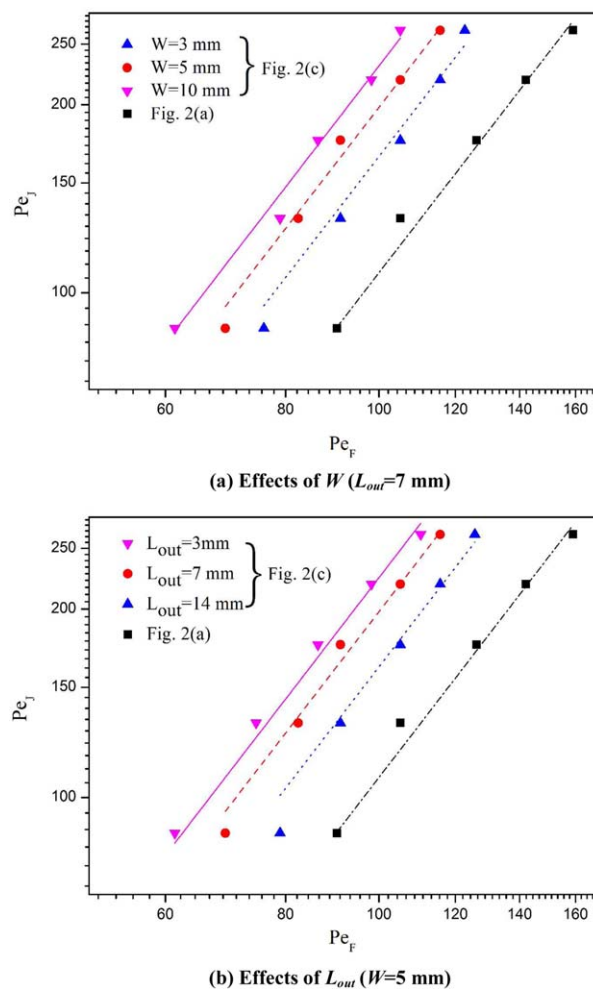 250
200
150
100
Pe_J
W=3 mm
W=5 mm
W=10 mm
Fig. 2(c)
Fig. 2(a)
60 80 100 120 140 160
Pe_F
(a) Effects of W (L_out=7 mm)
250
200
150
100
Pe_J
L_out=3mm
L_out=7 mm
L_out=14 mm
Fig. 2(c)
Fig. 2(a)
60 80 100 120 140 160
Pe_F
(b) Effects of L_out (W=5 mm)